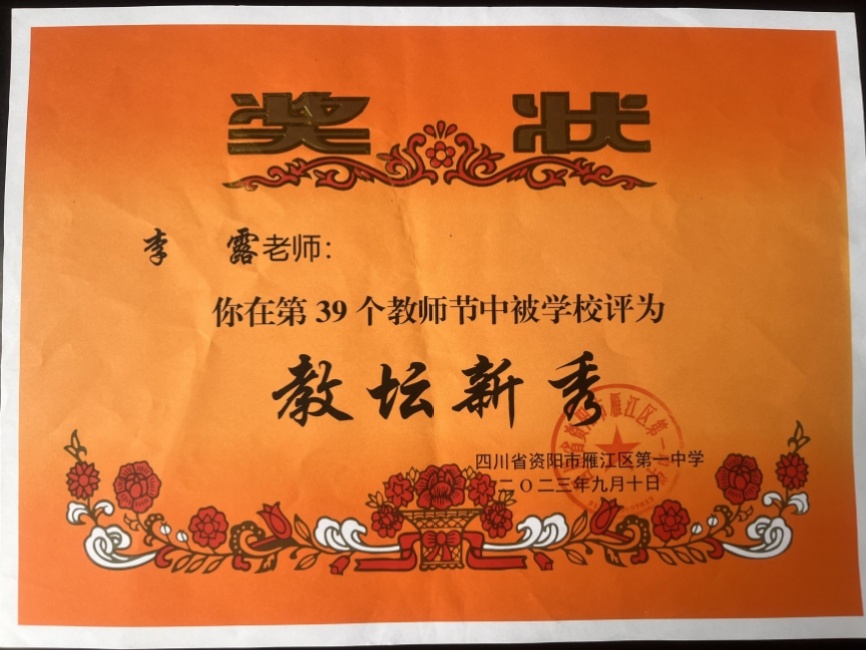 奖 状
李 露老师：
你在第 39 个教师节中被学校评为
教坛新秀
四川省资阳市雁江区第一中学
二〇二三年九月十日